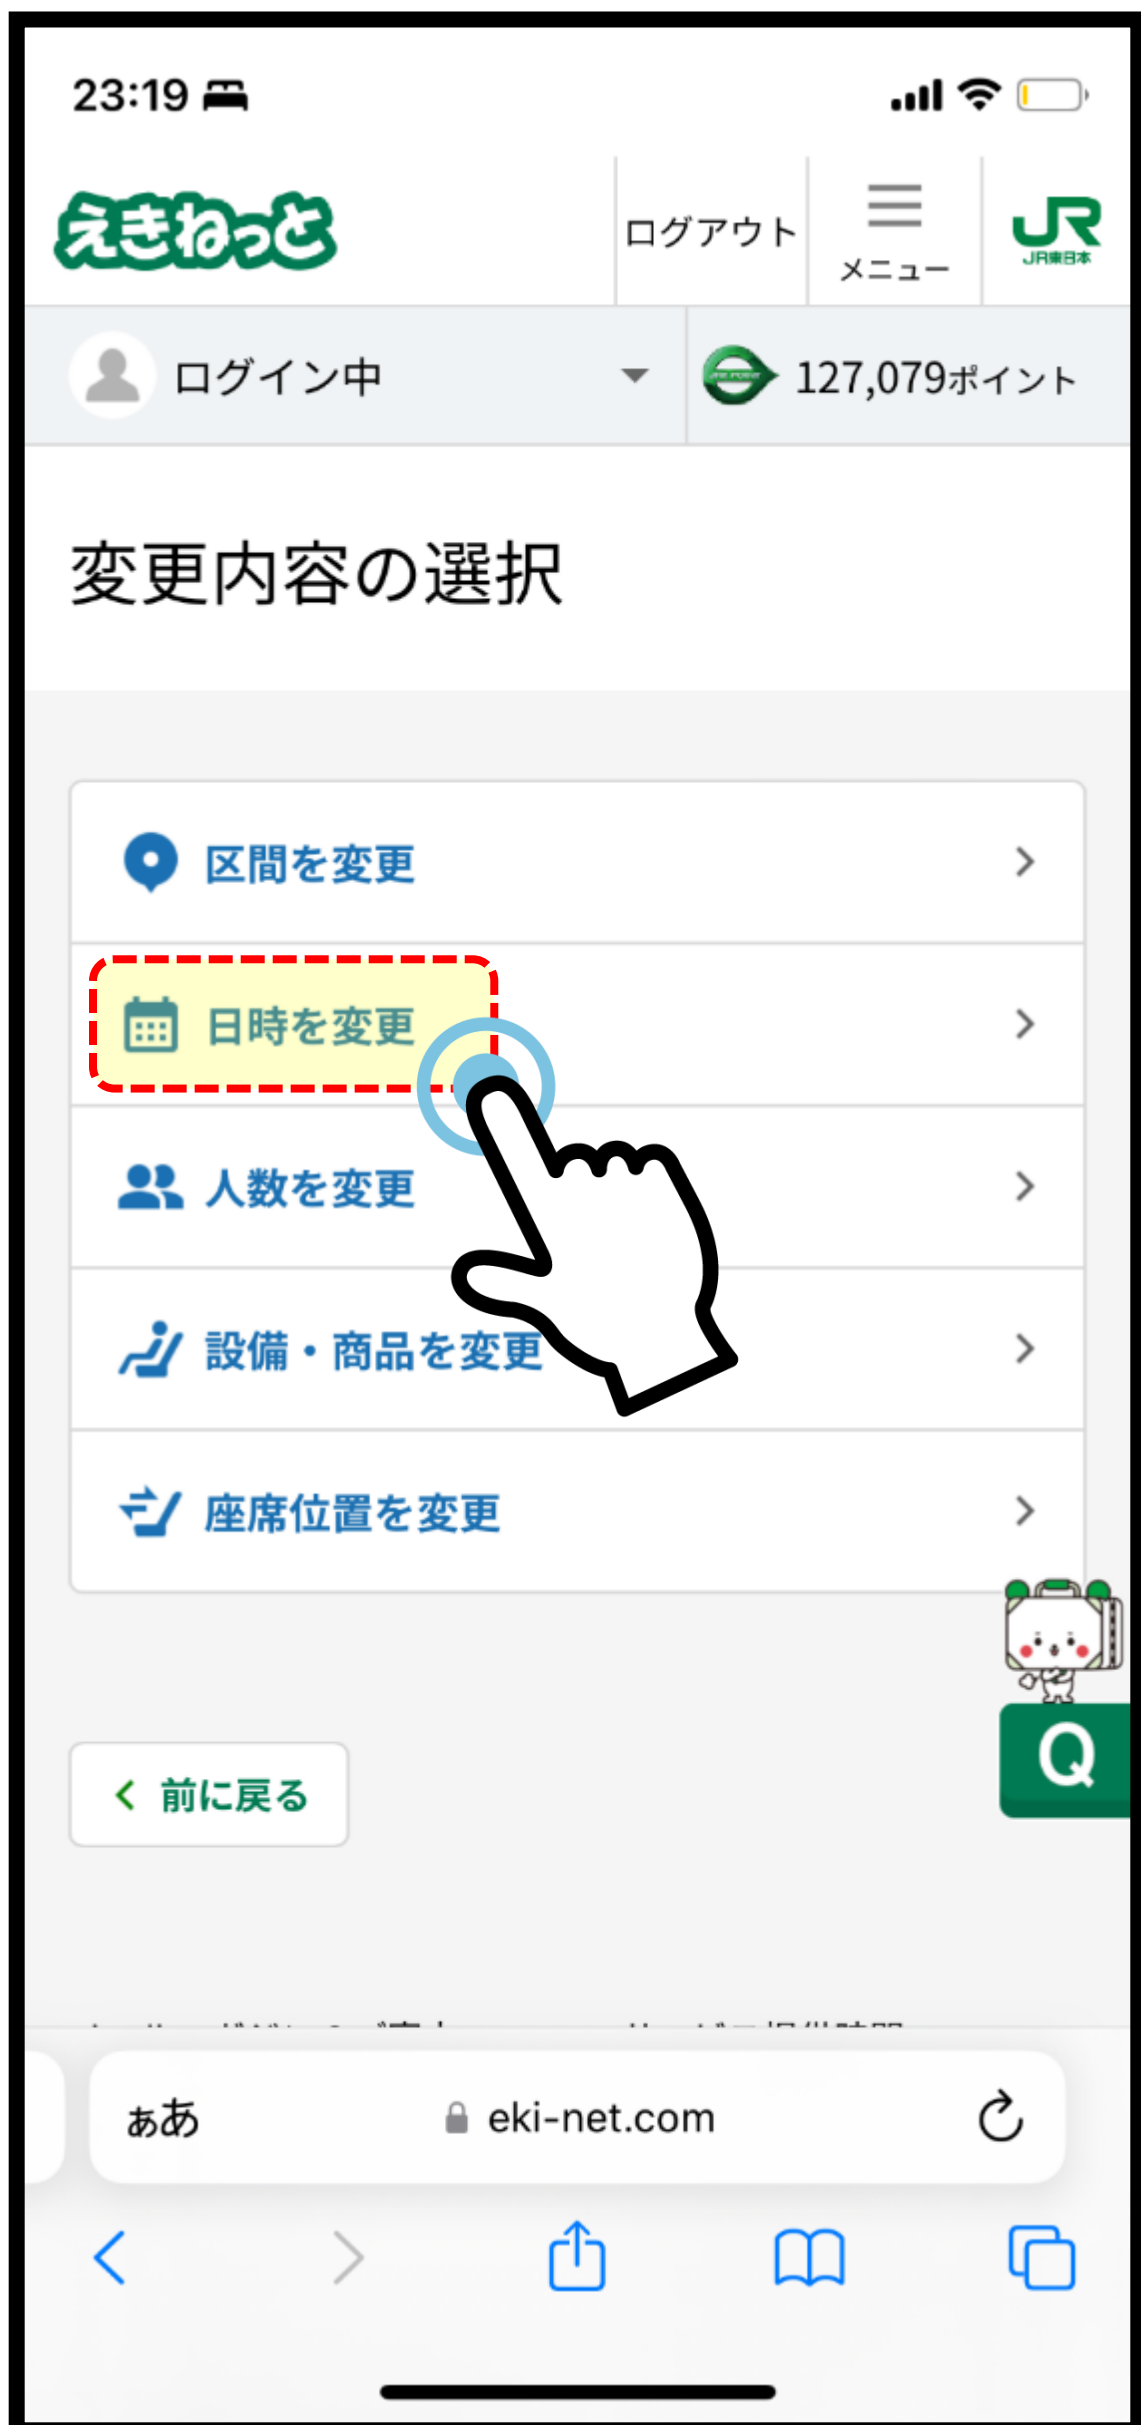 23:19
えきねっと
ログアウト
メニュー
JR
JR東日本
ログイン中
127,079ポイント
変更内容の選択
区間を変更
日時を変更
人数を変更
設備・商品を変更
座席位置を変更
Q
前に戻る
ぁあ
eki-net.com